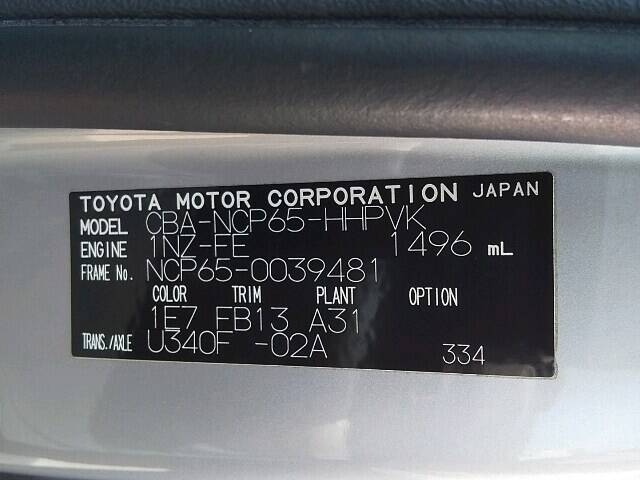 TOYOTA MOTOR CORPORATION JAPAN
MODEL CBA-NCP65-HHPVK
ENGINE 1NZ-FE 1496 mL
FRAME No. NCP65-0039481
COLOR TRIM PLANT OPTION
1E7 FB13 A31
TRANS./AXLE U340F -02A 334